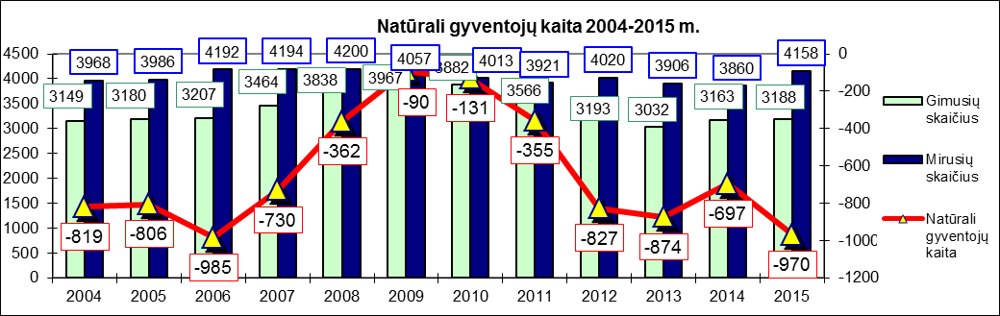 Natūrali gyventojų kaita 2004-2015 m.
3968 3986 4192 4194 4200 4057 4013 3921 4020 3906 3860 4158
3149 3180 3207 3464 3838 3967 3882 3566 3193 3032 3163 3188
-819 -806 -985 -730 -362 -90 -131 -355 -827 -874 -697 -970
4500
4000
3500
3000
2500
2000
1500
1000
500
0
0
-200
-400
-600
-800
-1000
-1200
2004 2005 2006 2007 2008 2009 2010 2011 2012 2013 2014 2015
Gimusių
skaičius
Mirusių
skaičius
Natūrali
gyventojų
kaita